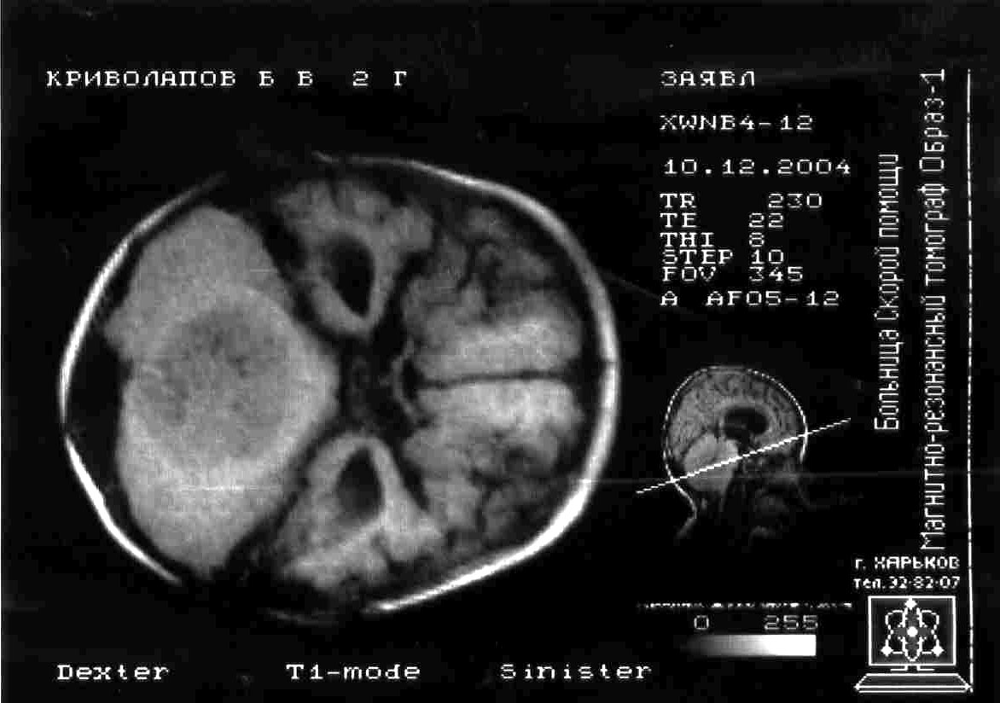 КРИВОЛАПОВ Б В 2 Г
ЗАЯВЛ
XWNB4-12
10.12.2004
TR 230
TE 22
THI 8
STEP 10
FOV 345
A AF05-12
Больница Скорой помощи
Магнитно-резонансный томограф Образ-1
г. ХАРЬКОВ
тел. 32-82-07
0 255
Dexter T1-mode Sinister